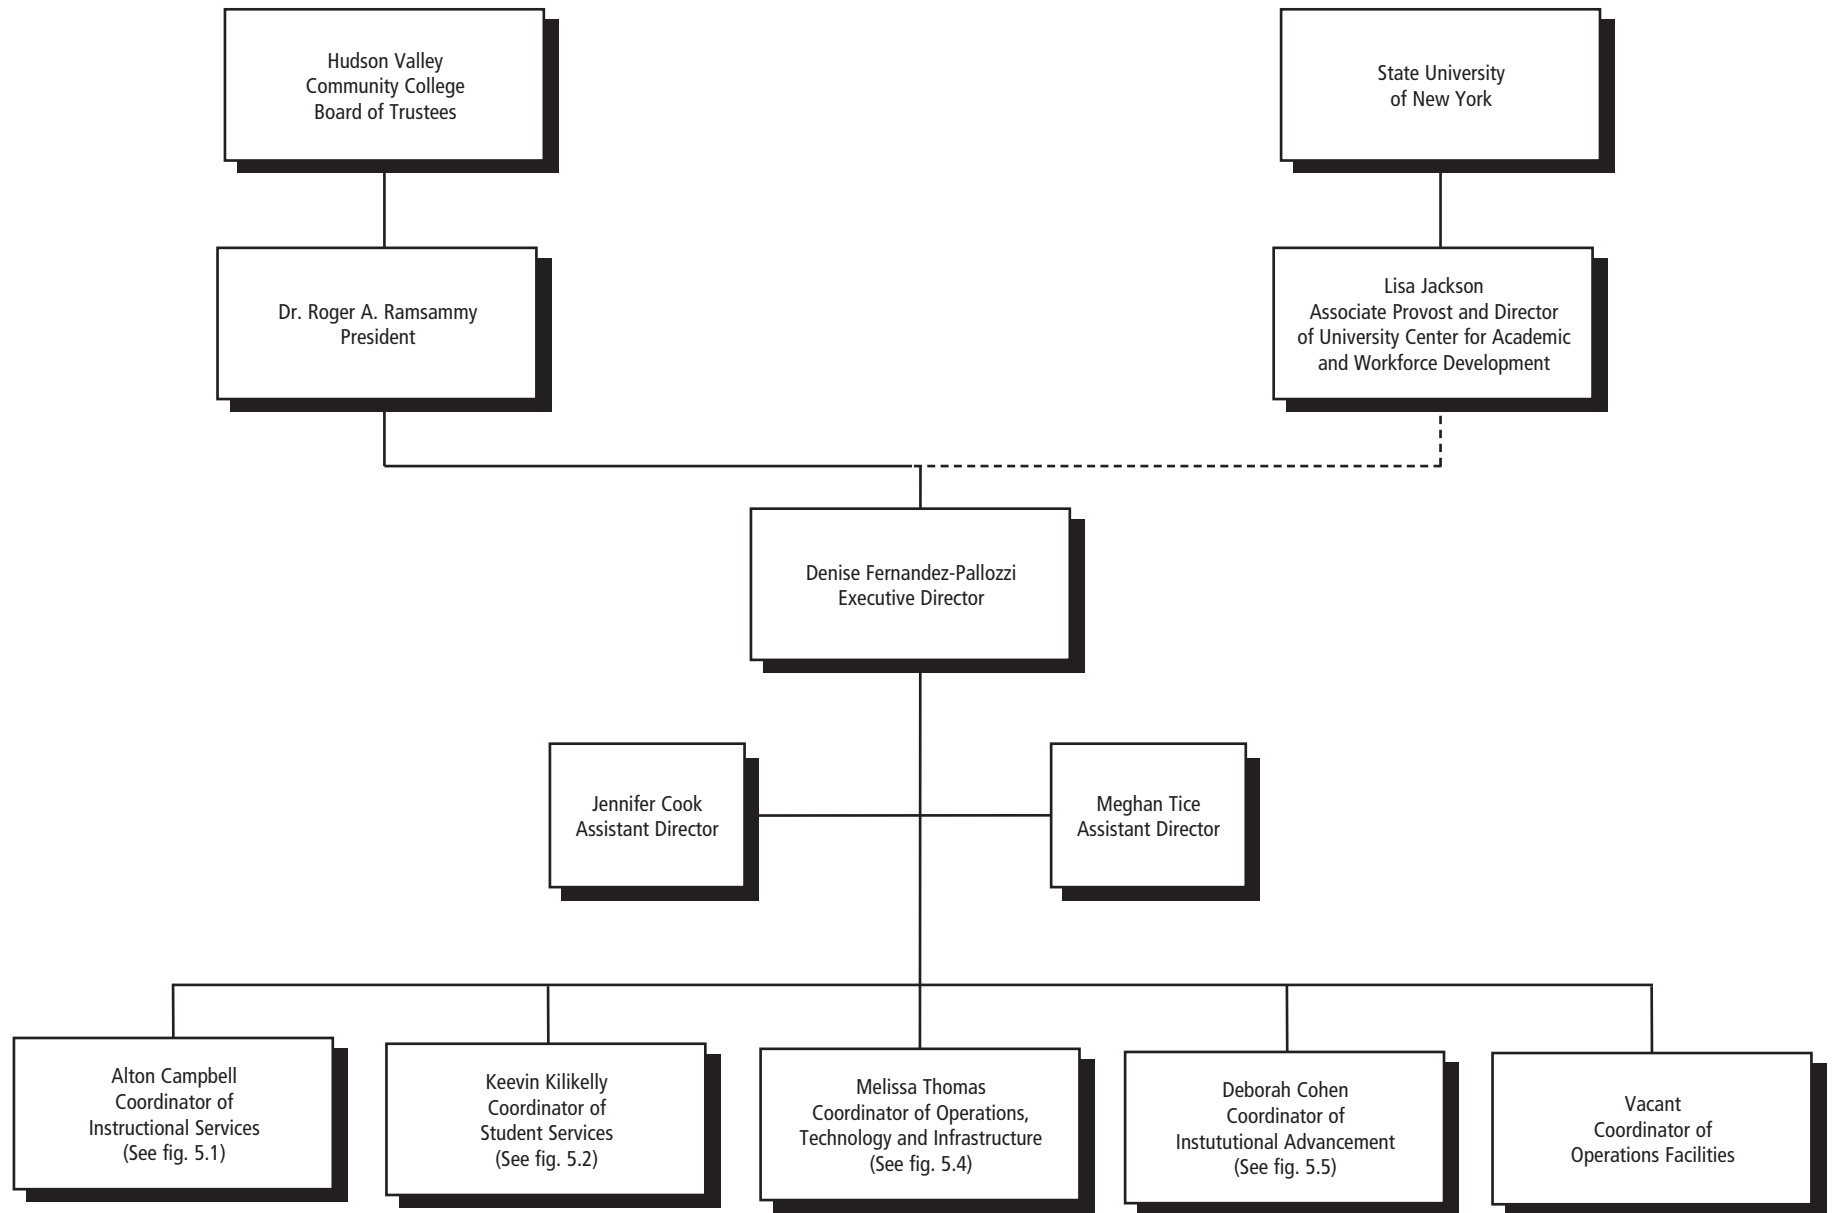 Hudson Valley
Community College
Board of Trustees
State University
of New York
Dr. Roger A. Ramsammy
President
Lisa Jackson
Associate Provost and Director
of University Center for Academic
and Workforce Development
Denise Fernandez-Pallozzi
Executive Director
Jennifer Cook
Assistant Director
Meghan Tice
Assistant Director
Alton Campbell
Coordinator of
Instructional Services
(See fig. 5.1)
Keevin Kilikelly
Coordinator of
Student Services
(See fig. 5.2)
Melissa Thomas
Coordinator of Operations,
Technology and Infrastructure
(See fig. 5.4)
Deborah Cohen
Coordinator of
Instutional Advancement
(See fig. 5.5)
Vacant
Coordinator of
Operations Facilities